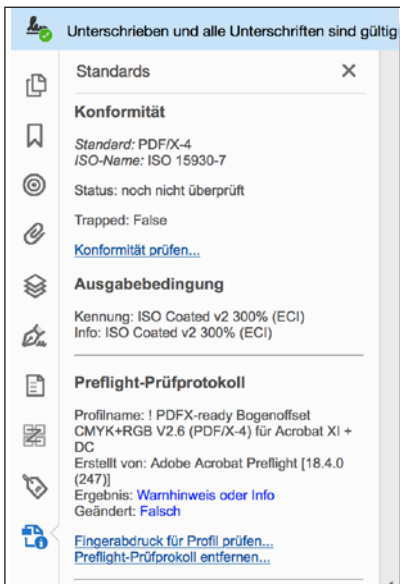 Unterschrieben und alle Unterschriften sind gültig
Standards
Konformität
Standard: PDF/X-4
ISO-Name: ISO 15930-7
Status: noch nicht überprüft
Trapped: False
Konformität prüfen...
Ausgabebedingung
Kennung: ISO Coated v2 300% (ECI)
Info: ISO Coated v2 300% (ECI)
Preflight-Prüfprotokoll
Profilname: ! PDFX-ready Bogenoffset
CMYK+RGB V2.6 (PDF/X-4) für Acrobat XI +
DC
Erstellt von: Adobe Acrobat Preflight [18.4.0
(247)]
Ergebnis: Warnhinweis oder Info
Geändert: Falsch
Fingerabdruck für Profil prüfen...
Preflight-Prüfprokoll entfernen...